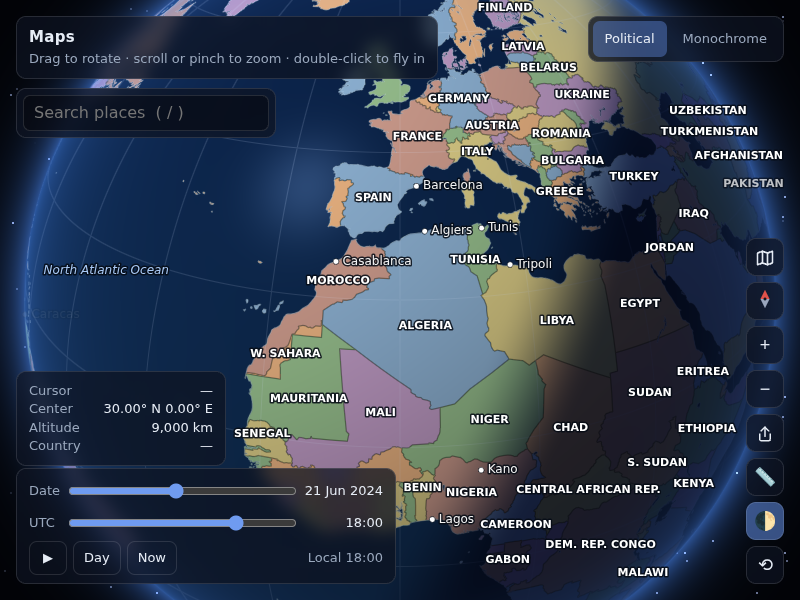 Maps
Drag to rotate · scroll or pinch to zoom · double-click to fly in
Political
Monochrome
Search places ( / )
FINLAND
LATVIA
BELARUS
GERMANY
UKRAINE
UZBEKISTAN
AUSTRIA
TURKMENISTAN
FRANCE
ROMANIA
ITALY
AFGHANISTAN
BULGARIA
TURKEY
PAKISTAN
Barcelona
GREECE
SPAIN
IRAQ
Algiers
Tunis
JORDAN
TUNISIA
Casablanca
Tripoli
North Atlantic Ocean
MOROCCO
EGYPT
Caracas
LIBYA
ALGERIA
W. SAHARA
ERITREA
Cursor —
Center 30.00° N 0.00° E
Altitude 9,000 km
Country —
MAURITANIA
SUDAN
MALI
NIGER
CHAD
ETHIOPIA
SENEGAL
S. SUDAN
Kano
KENYA
BENIN
NIGERIA
CENTRAL AFRICAN REP.
Lagos
CAMEROON
DEM. REP. CONGO
GABON
MALAWI
Date 21 Jun 2024
UTC 18:00
Day
Now
Local 18:00